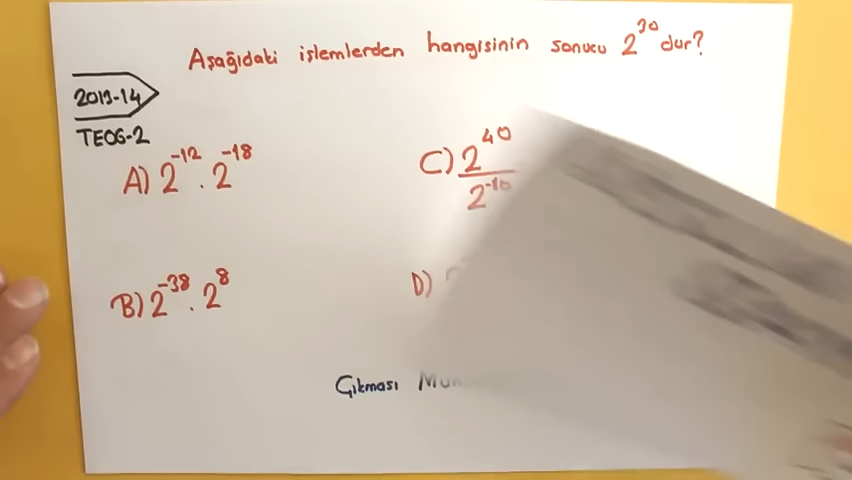 Aşağıdaki işlemlerden hangisinin sonucu 2^30 dur?
2013-14
TEOG-2
A) 2^-12 . 2^-18
C) 2^40 / 2^-10
B) 2^-38 . 2^8
D)
Çıkması